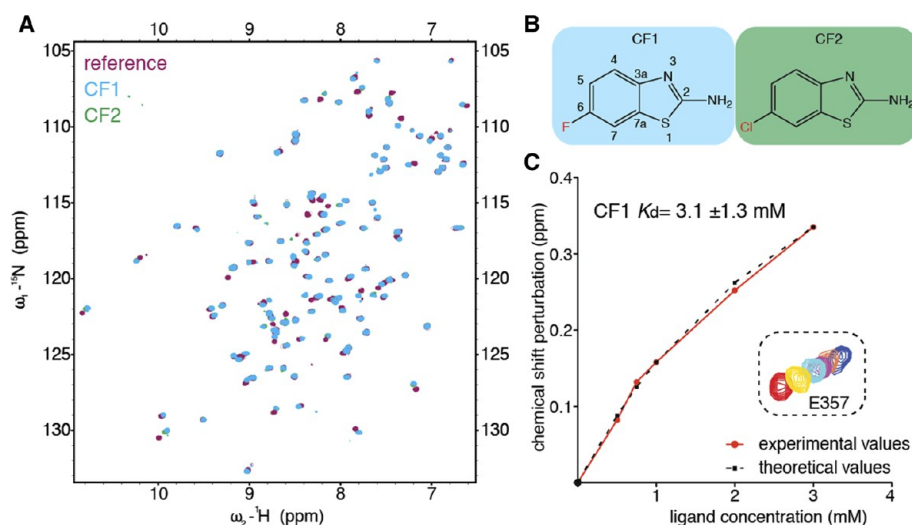 A
10 9 8 7
105 105
reference
CF1
CF2
110 110
115 115
120 120
125 125
130 130
10 9 8 7
ω₁-¹⁵N (ppm)
ω₂-¹H (ppm)
B
CF1 CF2
4 3
5 3a N
2 NH₂
6 7a
F 7 S 1
N
NH₂
Cl S
C
CF1 Kd= 3.1 ±1.3 mM
chemical shift perturbation (ppm)
0.4
0.3
0.2
0.1
E357
experimental values
theoretical values
1 2 3 4
ligand concentration (mM)